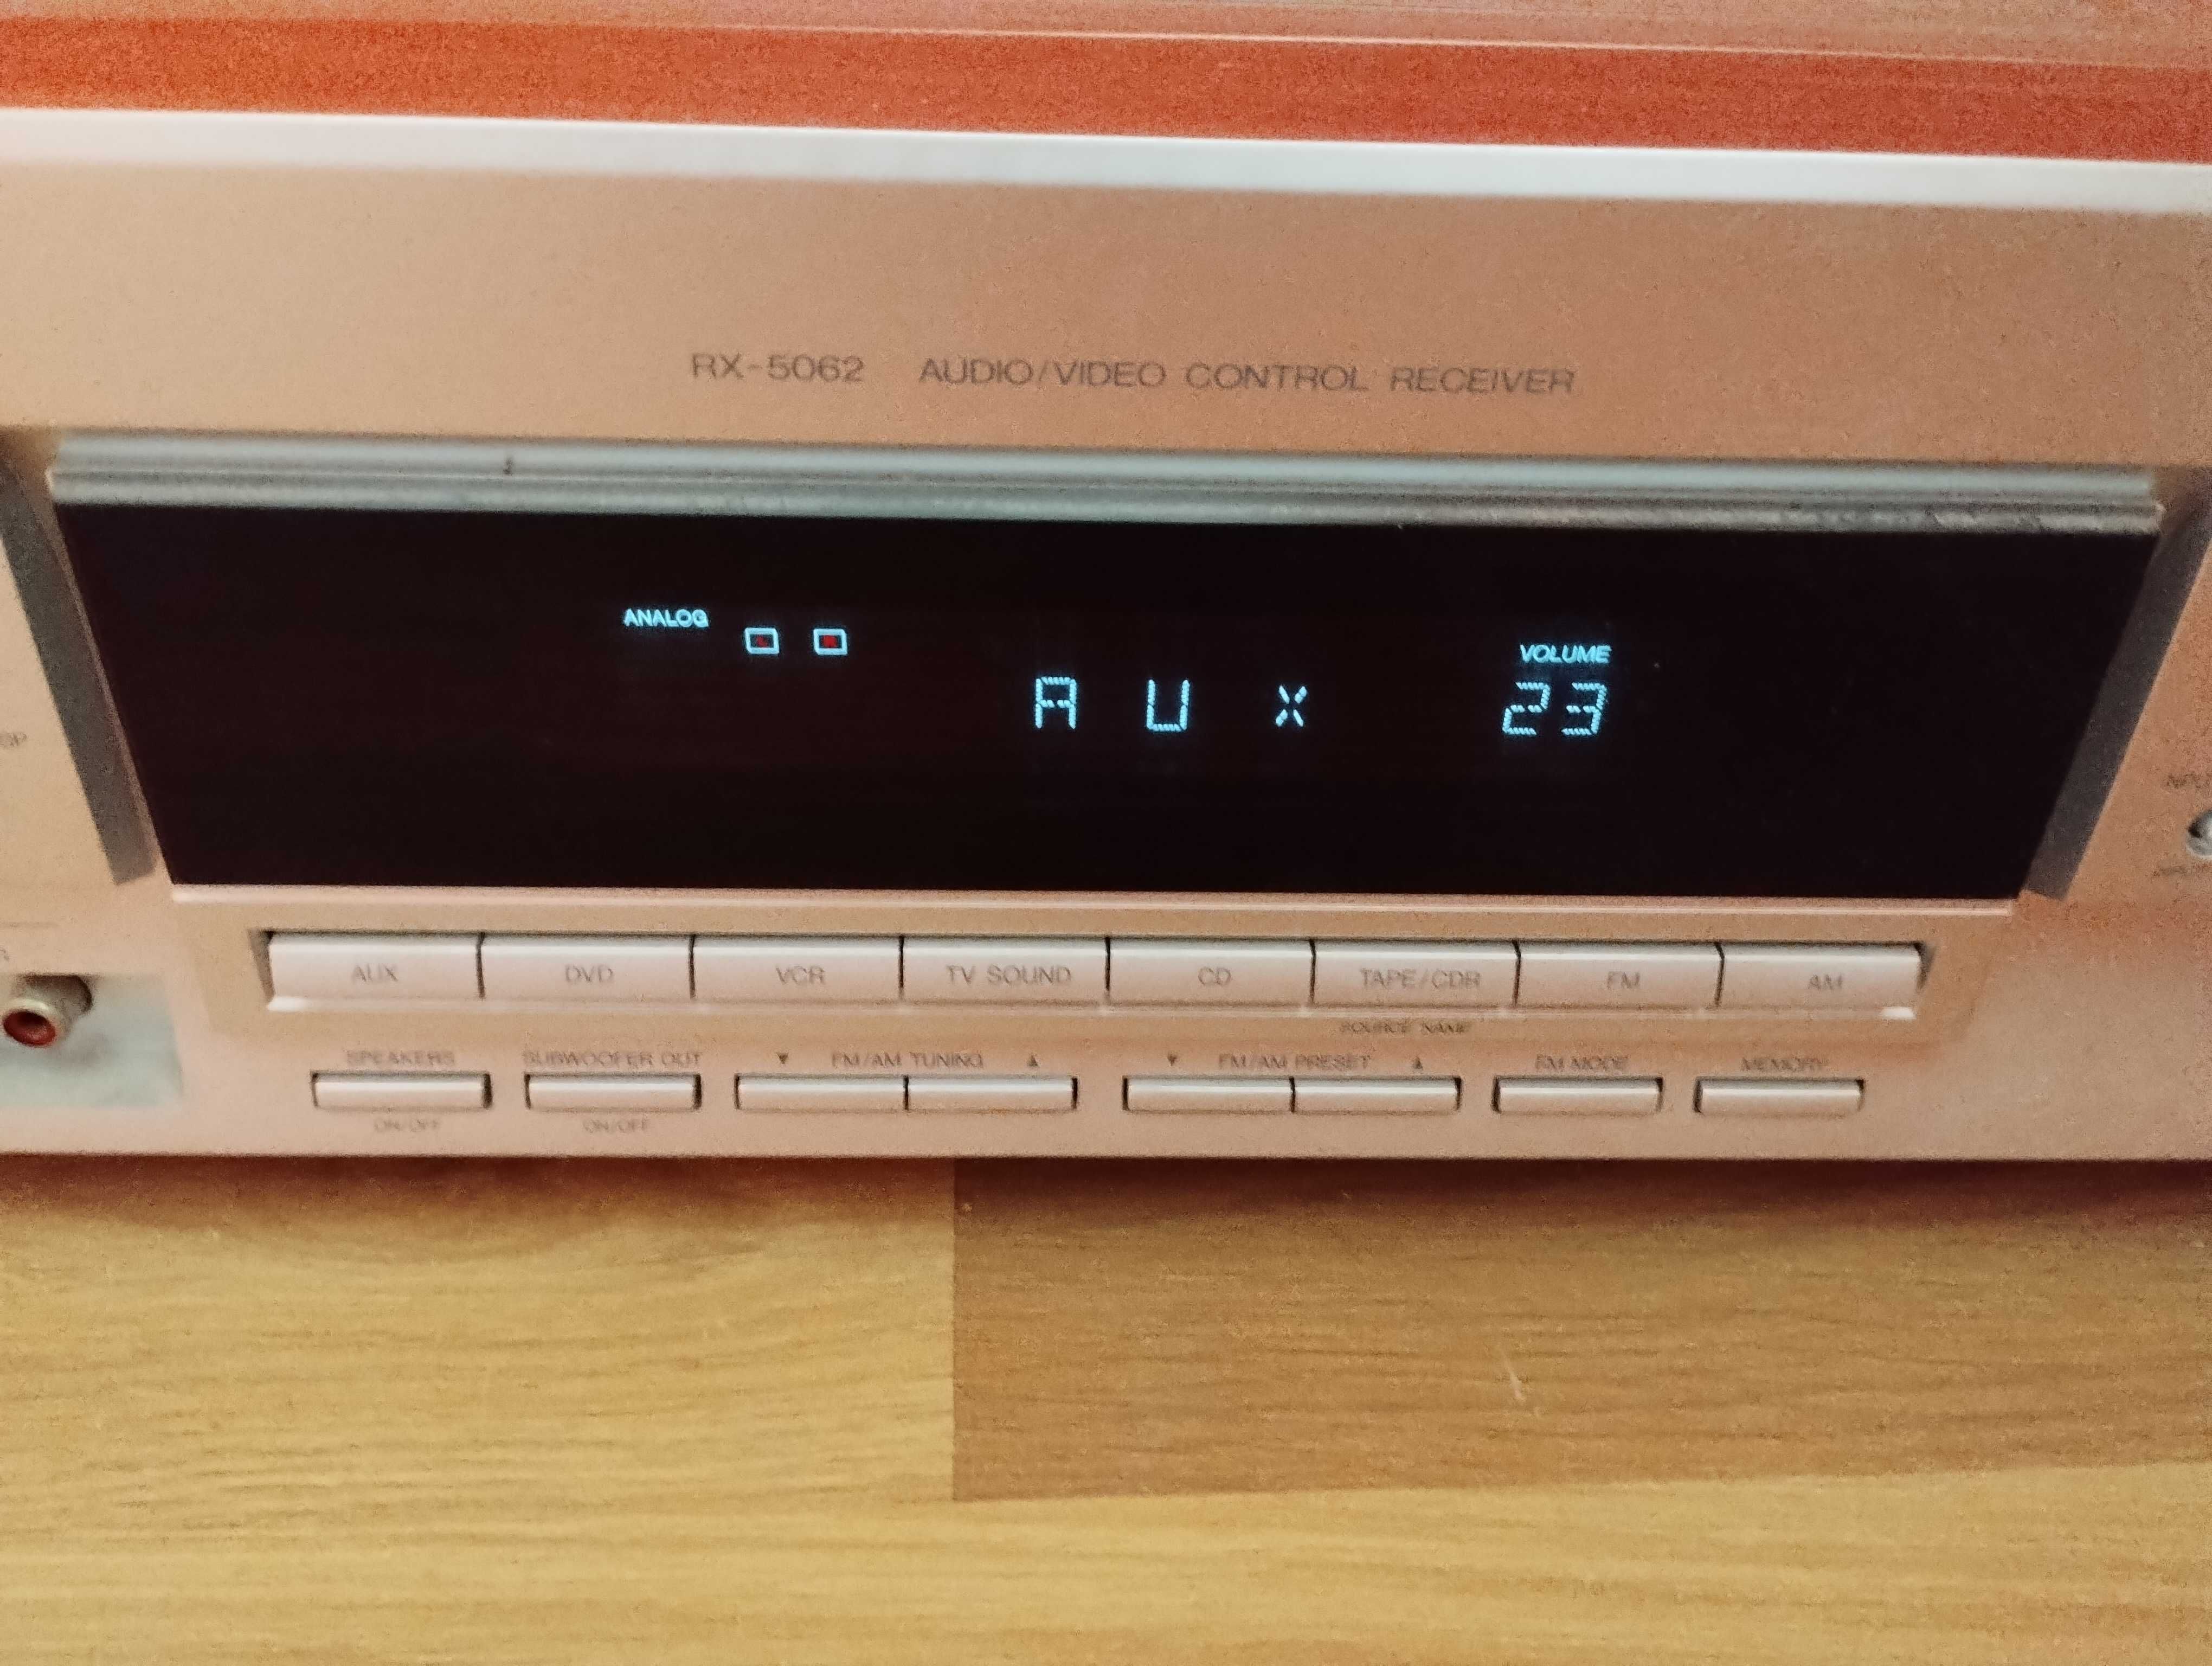 RX-5062 AUDIO/VIDEO CONTROL RECEIVER
ANALOG
L R
VOLUME
AUX 23
AUX DVD VCR TV SOUND CD TAPE/CDR FM AM
SOURCE NAME
SPEAKERS SUBWOOFER OUT ▼ FM/AM TUNING ▲ ▼ FM/AM PRESET ▲ FM MODE MEMORY
ON/OFF ON/OFF